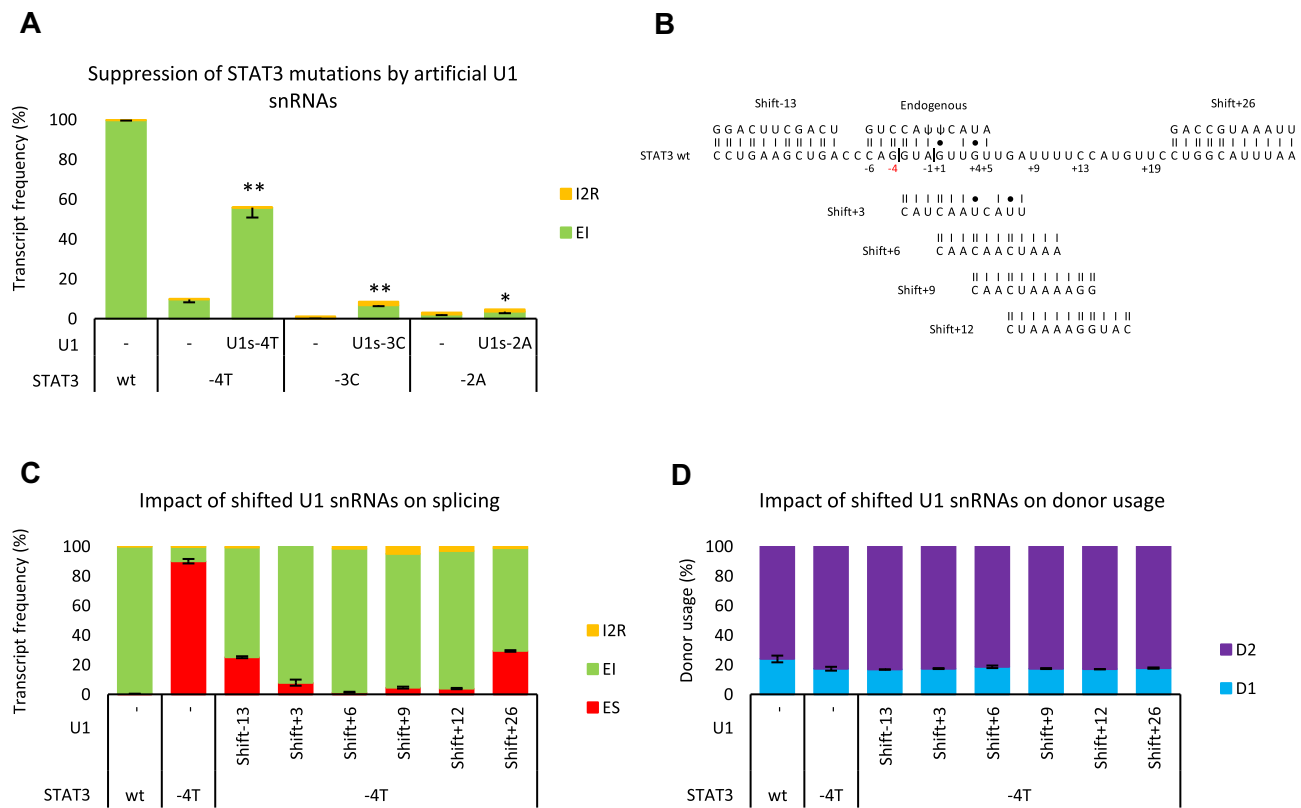 A
Suppression of STAT3 mutations by artificial U1
snRNAs
Transcript frequency (%)
100
80
60
40
20
0
**
**
*
I2R
EI
U1
-
-
U1s-4T
-
U1s-3C
-
U1s-2A
STAT3
wt
-4T
-3C
-2A
B
Shift-13
Endogenous
Shift+26
G G A C U U C G A C U
G U C C A ψ ψ C A U A
G A C C G U A A A U U
STAT3 wt
C C U G A A G C U G A C C C A G G U A G U U G U U G A U U U U C C A U G U U C C U G G C A U U U A A
-6
-4
-1
+1
+4
+5
+9
+13
+19
Shift+3
C A U C A A U C A U U
Shift+6
C A A C A A C U A A A
Shift+9
C A A C U A A A A G G
Shift+12
C U A A A A G G U A C
C
Impact of shifted U1 snRNAs on splicing
Transcript frequency (%)
100
80
60
40
20
0
I2R
EI
ES
U1
-
-
Shift-13
Shift+3
Shift+6
Shift+9
Shift+12
Shift+26
STAT3
wt
-4T
-4T
D
Impact of shifted U1 snRNAs on donor usage
Donor usage (%)
100
80
60
40
20
0
D2
D1
U1
-
-
Shift-13
Shift+3
Shift+6
Shift+9
Shift+12
Shift+26
STAT3
wt
-4T
-4T